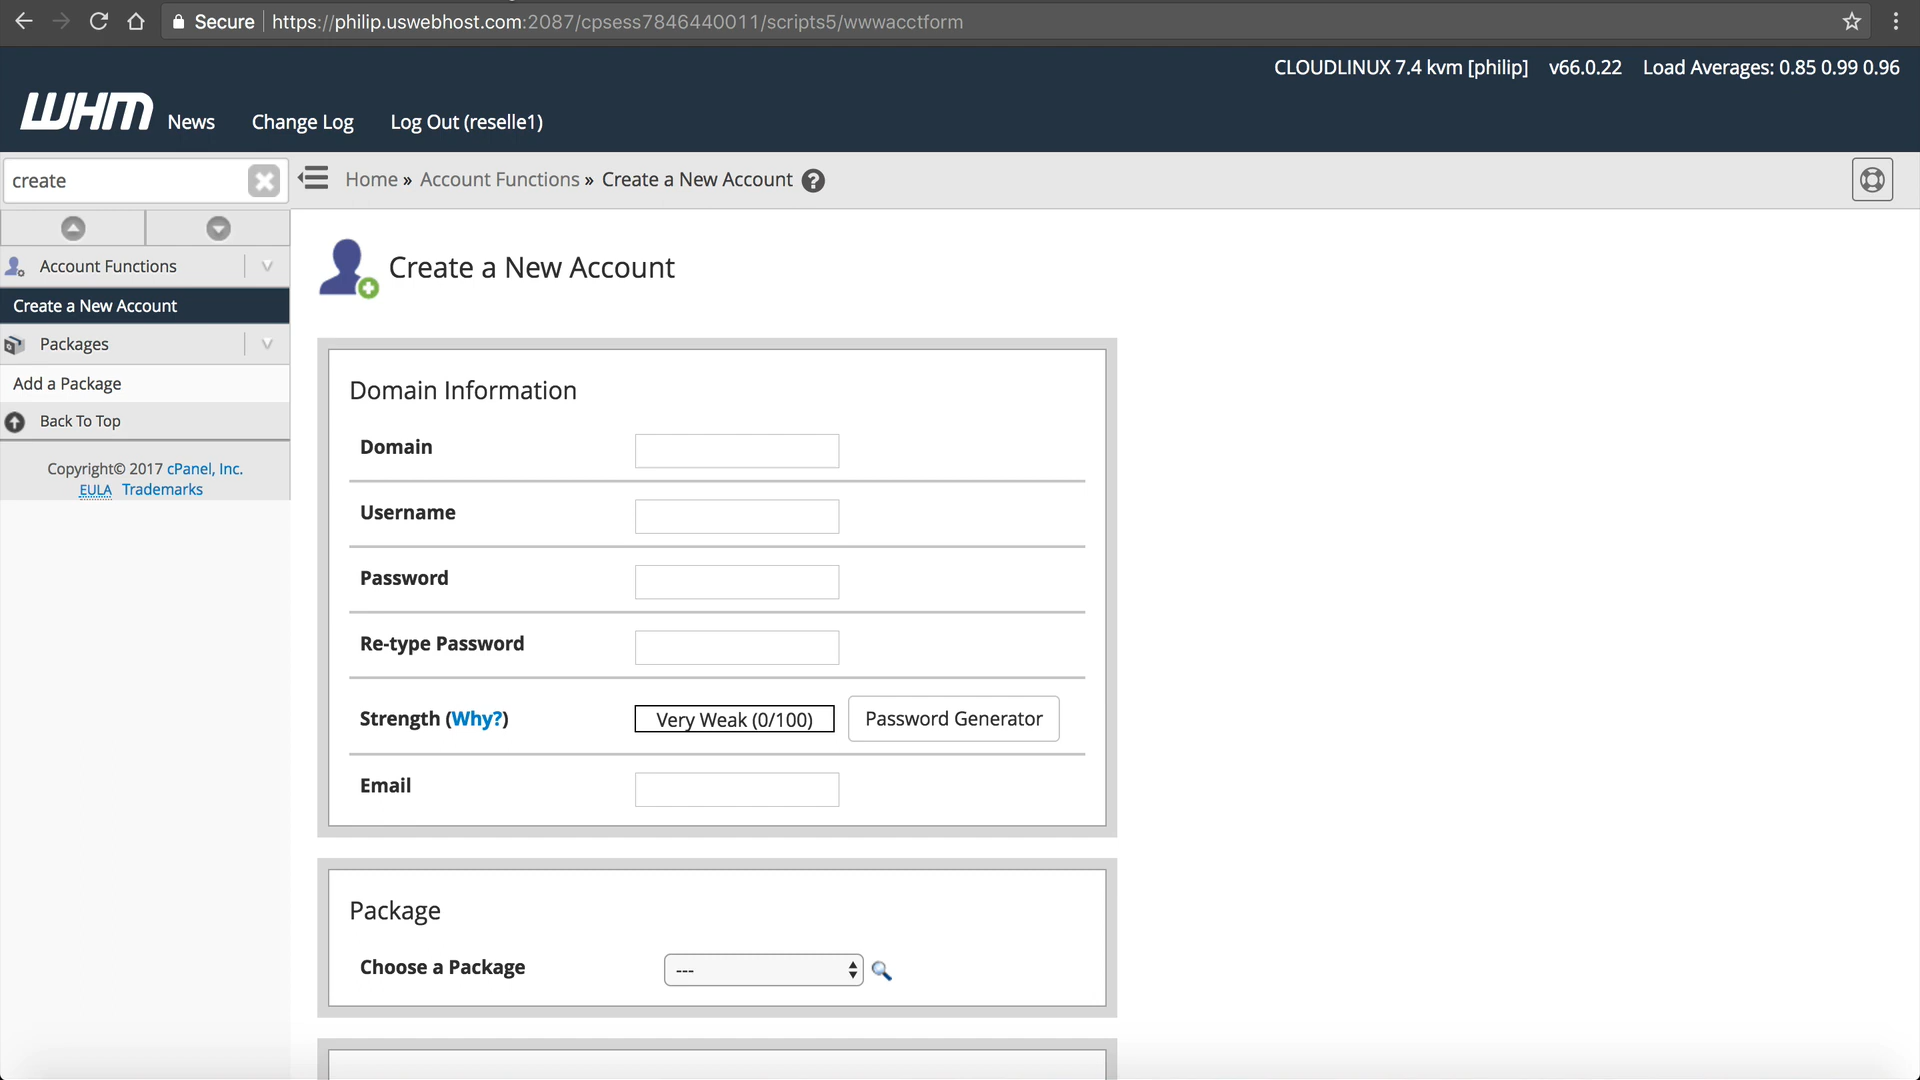 Secure https://philip.uswebhost.com:2087/cpsess7846440011/scripts5/wwwacctform
CLOUDLINUX 7.4 kvm [philip] v66.0.22 Load Averages: 0.85 0.99 0.96
WHM News Change Log Log Out (reselle1)
create
Home » Account Functions » Create a New Account
Account Functions
Create a New Account
Packages
Add a Package
Back To Top
Copyright© 2017 cPanel, Inc.
EULA Trademarks
Create a New Account
Domain Information
Domain
Username
Password
Re-type Password
Strength (Why?) Very Weak (0/100) Password Generator
Email
Package
Choose a Package ---